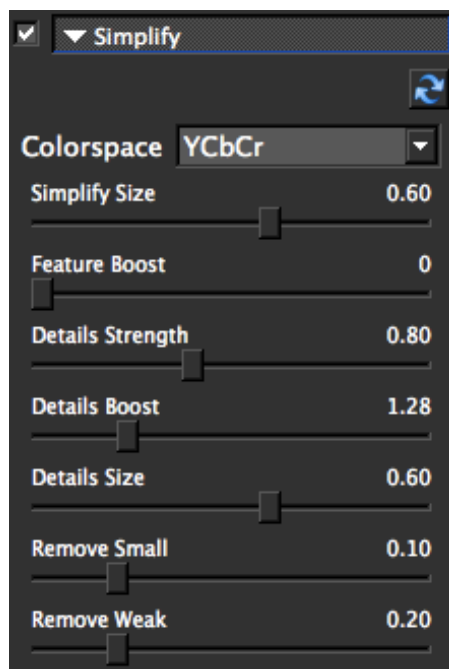 Simplify
Colorspace YCbCr
Simplify Size 0.60
Feature Boost 0
Details Strength 0.80
Details Boost 1.28
Details Size 0.60
Remove Small 0.10
Remove Weak 0.20